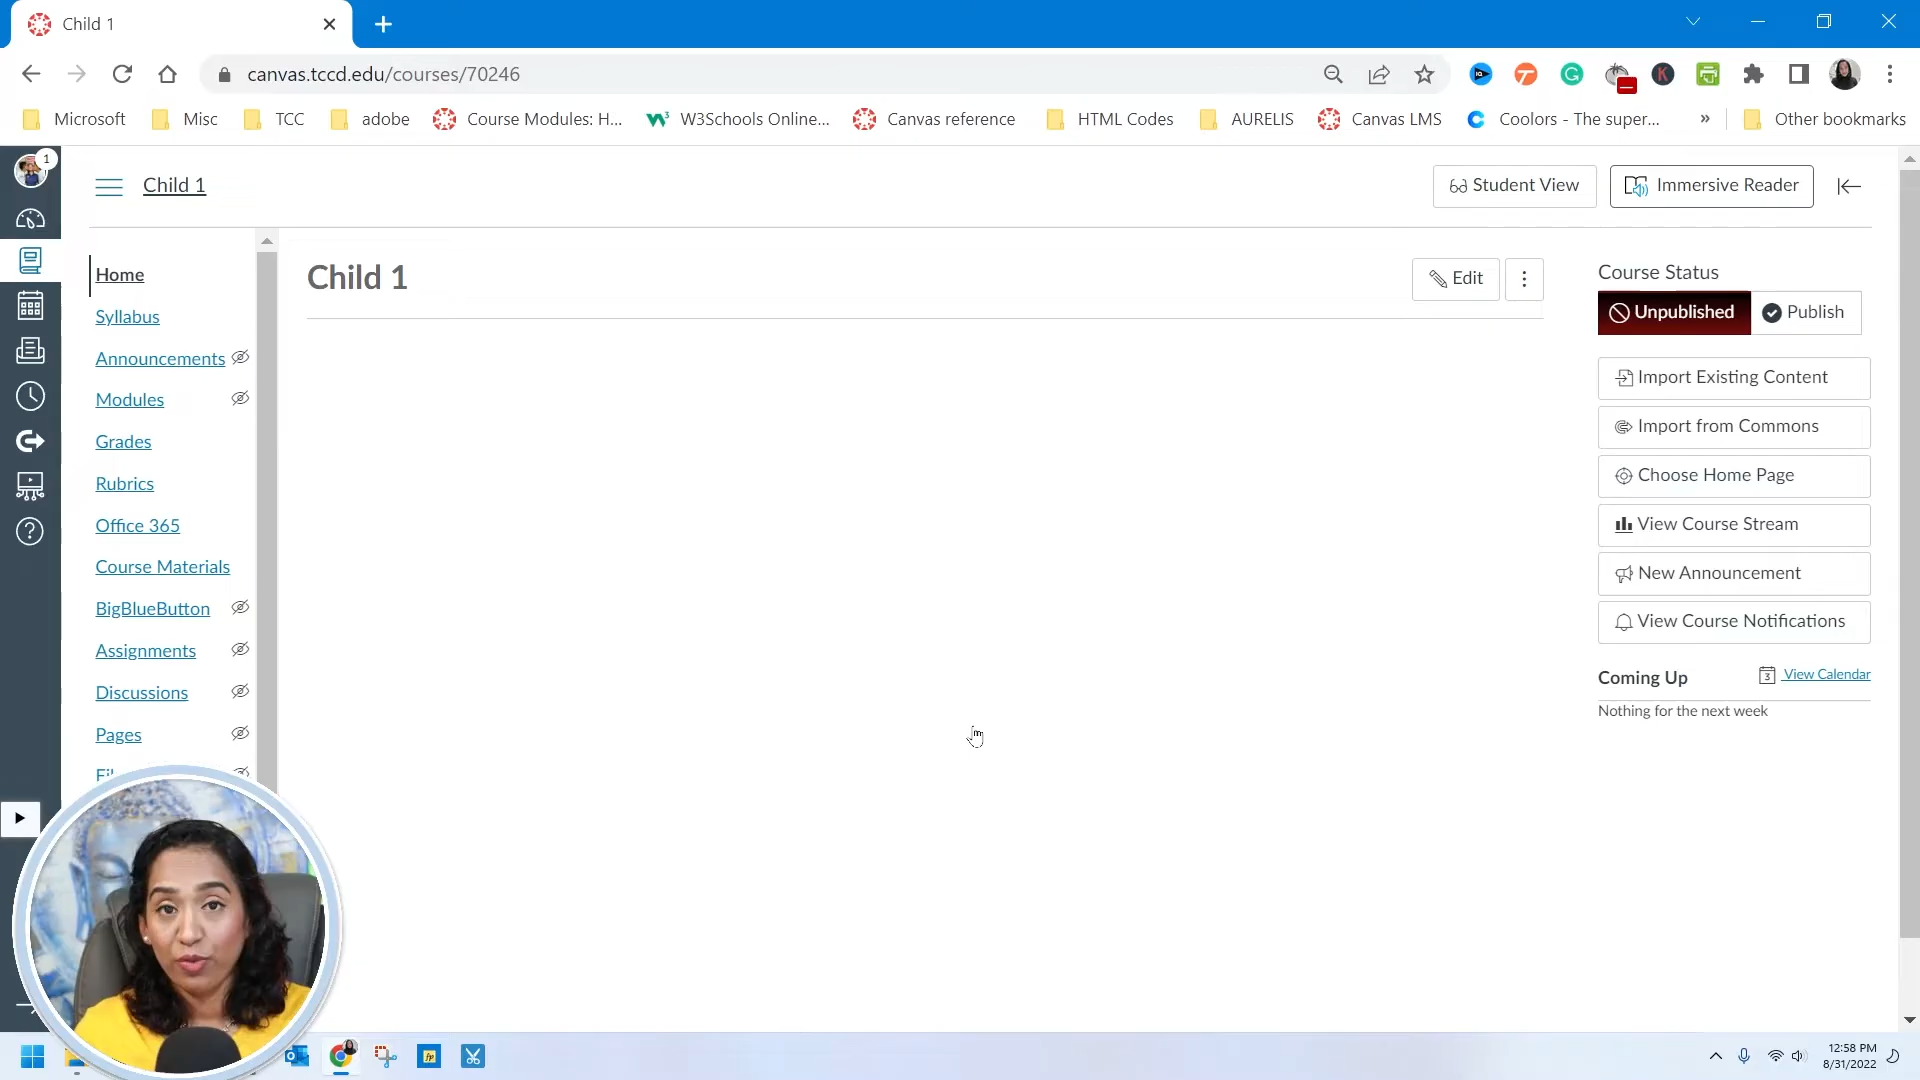 Child 1
canvas.tccd.edu/courses/70246
Microsoft Misc TCC adobe Course Modules: H... W3Schools Online... Canvas reference HTML Codes AURELIS Canvas LMS Coolors - The super... » Other bookmarks
1
Child 1
Student View
Immersive Reader
Home
Syllabus
Announcements
Modules
Grades
Rubrics
Office 365
Course Materials
BigBlueButton
Assignments
Discussions
Pages
Child 1
Edit
Course Status
Unpublished
Publish
Import Existing Content
Import from Commons
Choose Home Page
View Course Stream
New Announcement
View Course Notifications
Coming Up
3
View Calendar
Nothing for the next week
12:58 PM
8/31/2022